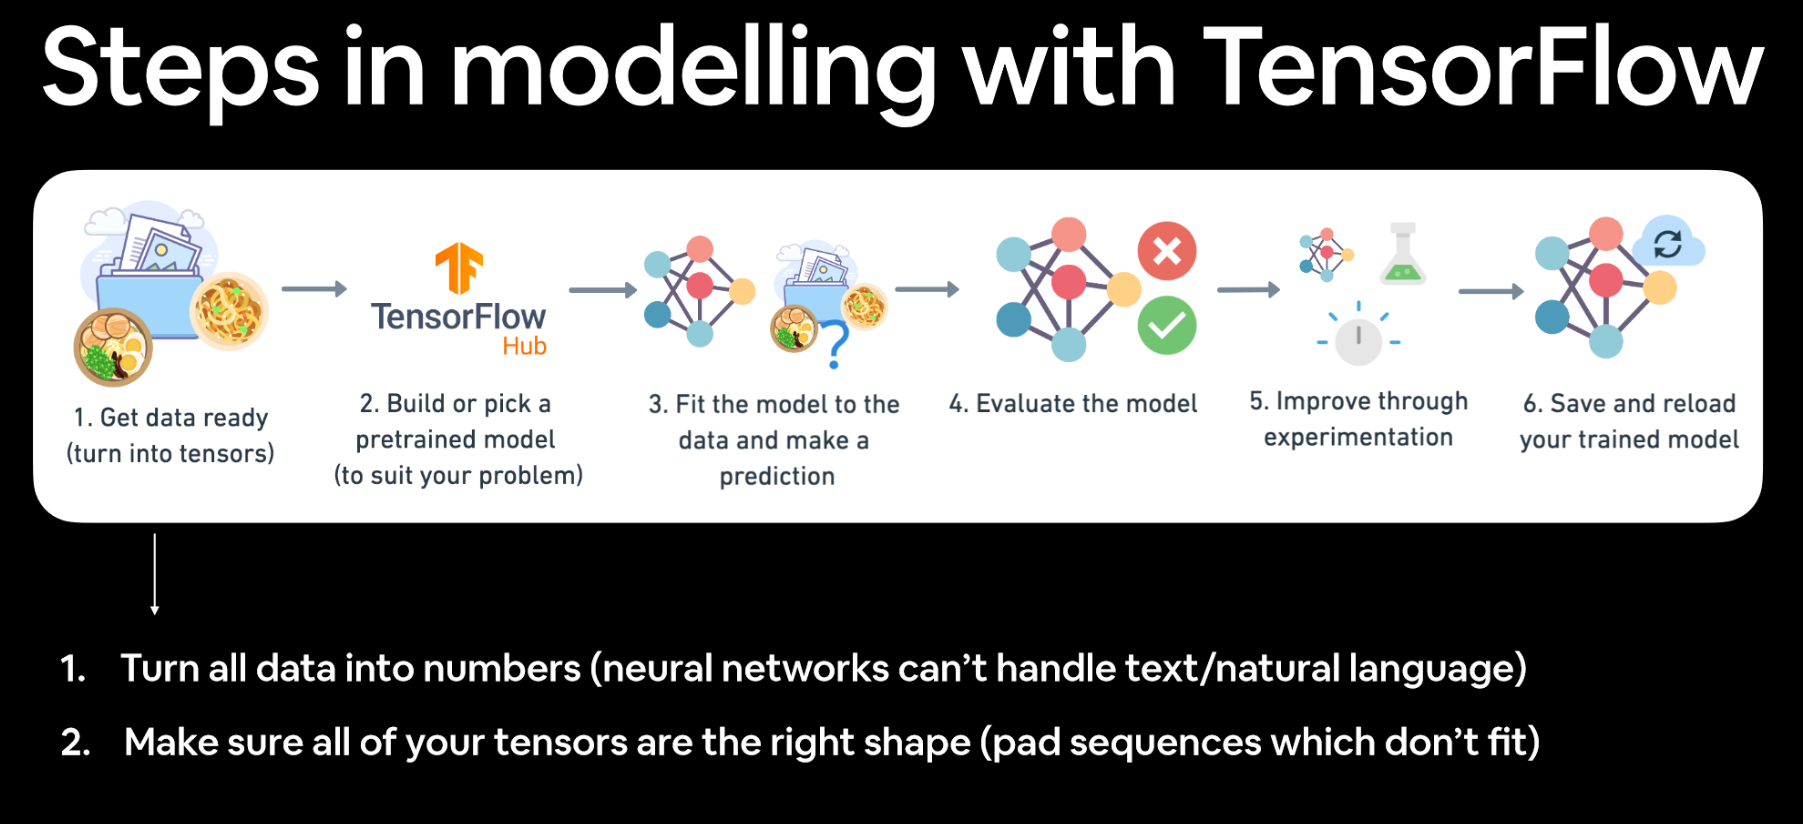 Steps in modelling with TensorFlow
TensorFlow
Hub
1. Get data ready
(turn into tensors)
2. Build or pick a
pretrained model
(to suit your problem)
3. Fit the model to the
data and make a
prediction
4. Evaluate the model
5. Improve through
experimentation
6. Save and reload
your trained model
1. Turn all data into numbers (neural networks can’t handle text/natural language)
2. Make sure all of your tensors are the right shape (pad sequences which don’t fit)